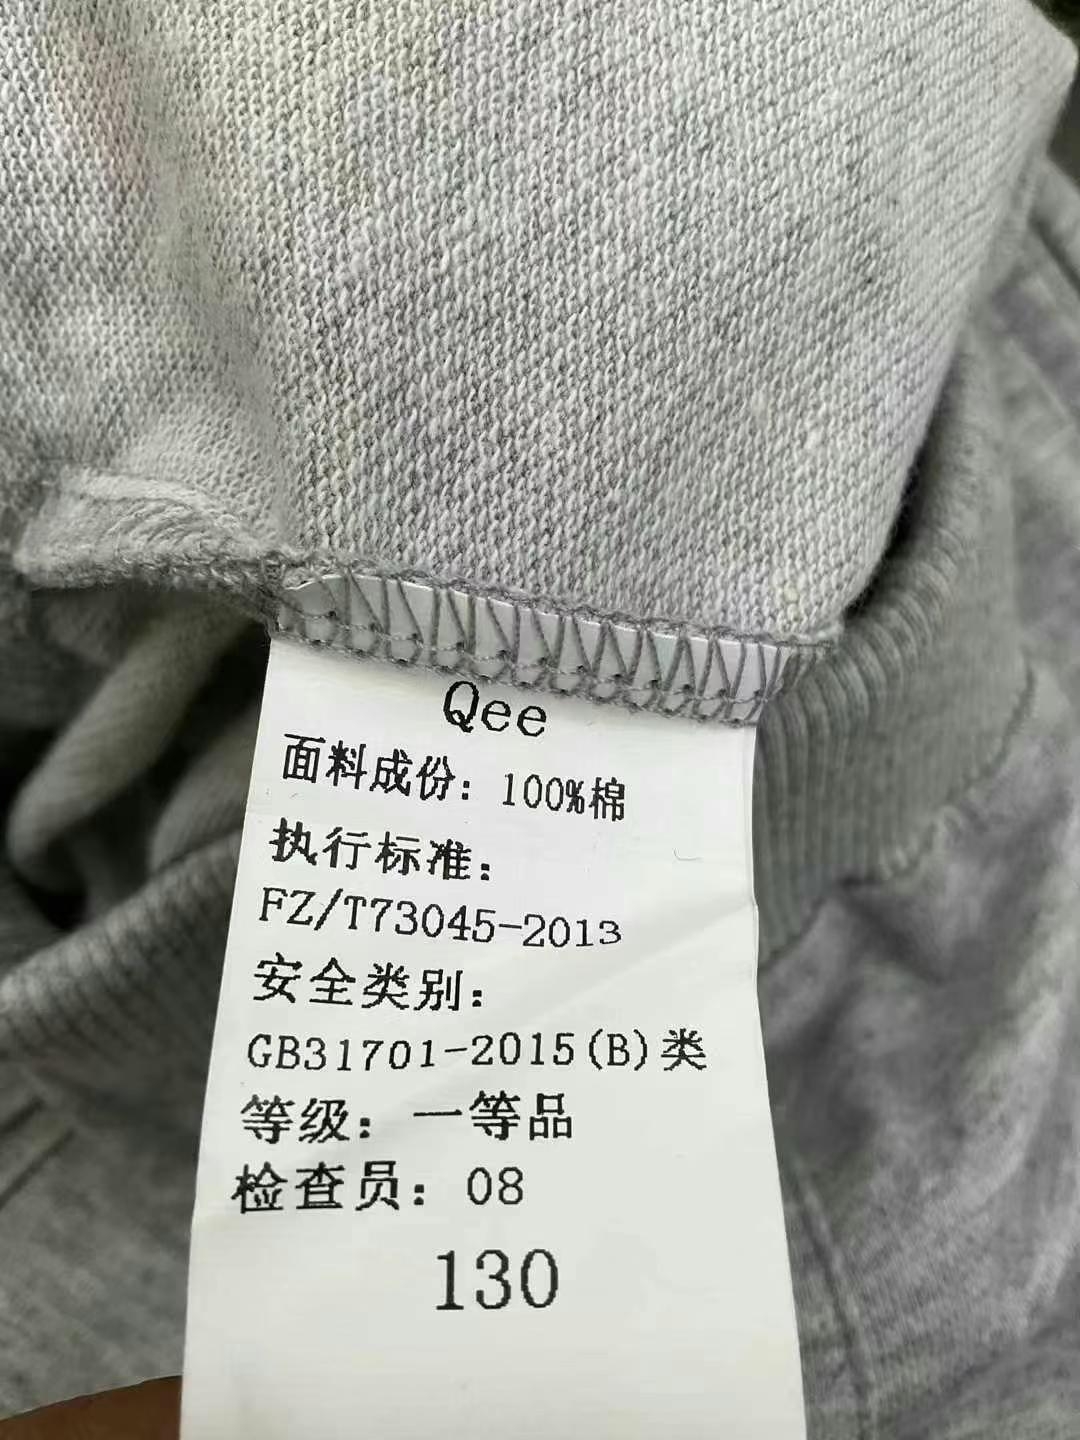 Qee
面料成份：100%棉
执行标准：
FZ/T73045-2013
安全类别：
GB31701-2015(B)类
等级：一等品
检查员：08
130